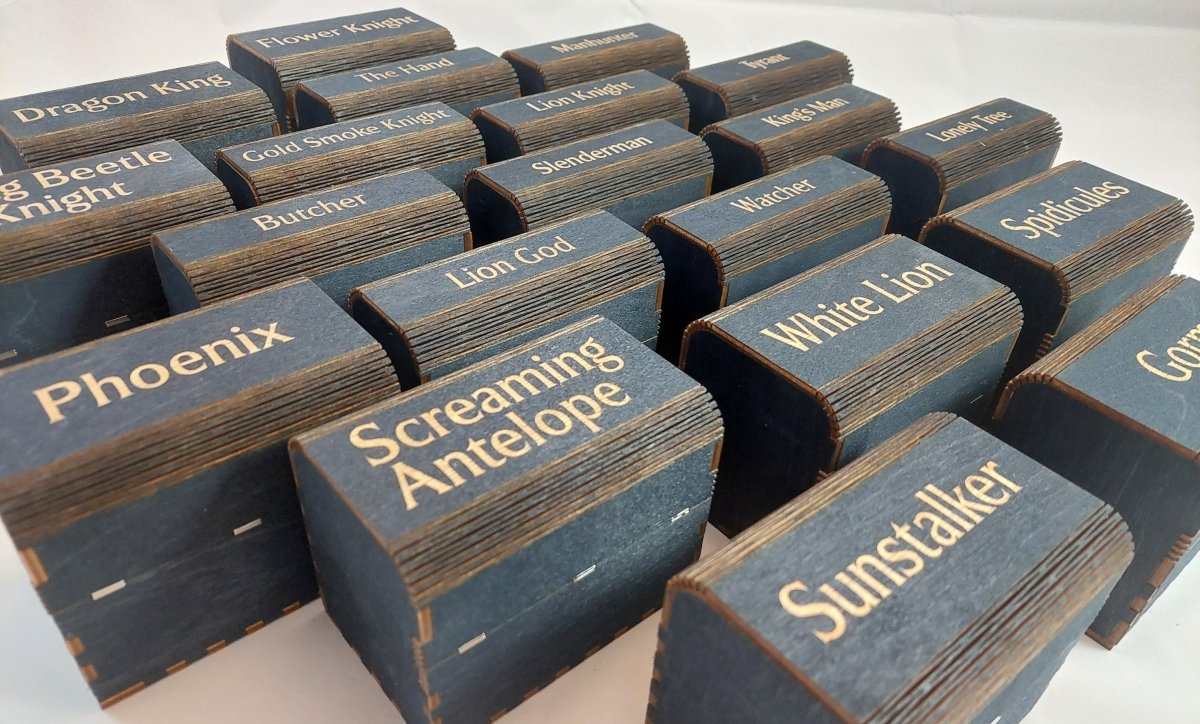 Flower Knight
Manhunter
Tyrant
Dragon King
The Hand
Lion Knight
King's Man
Lonely Tree
g Beetle
Knight
Gold Smoke Knight
Slenderman
Watcher
Spidicules
Butcher
Lion God
White Lion
Gorm
Phoenix
Screaming
Antelope
Sunstalker